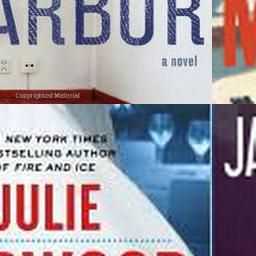 ARBOR
a novel
Copyrighted Material
NEW YORK TIMES
STSELLING AUTHOR
OF FIRE AND ICE
JULIE
JA